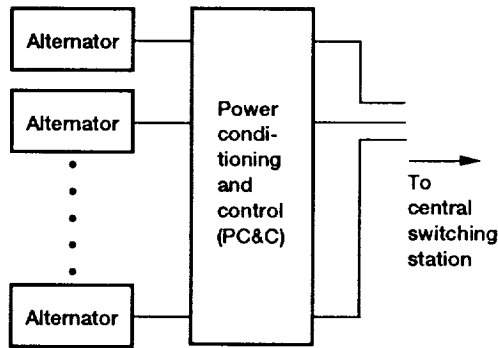 Alternator
Alternator
Alternator
Power
condi-
tioning
and
control
(PC&C)
To
central
switching
station